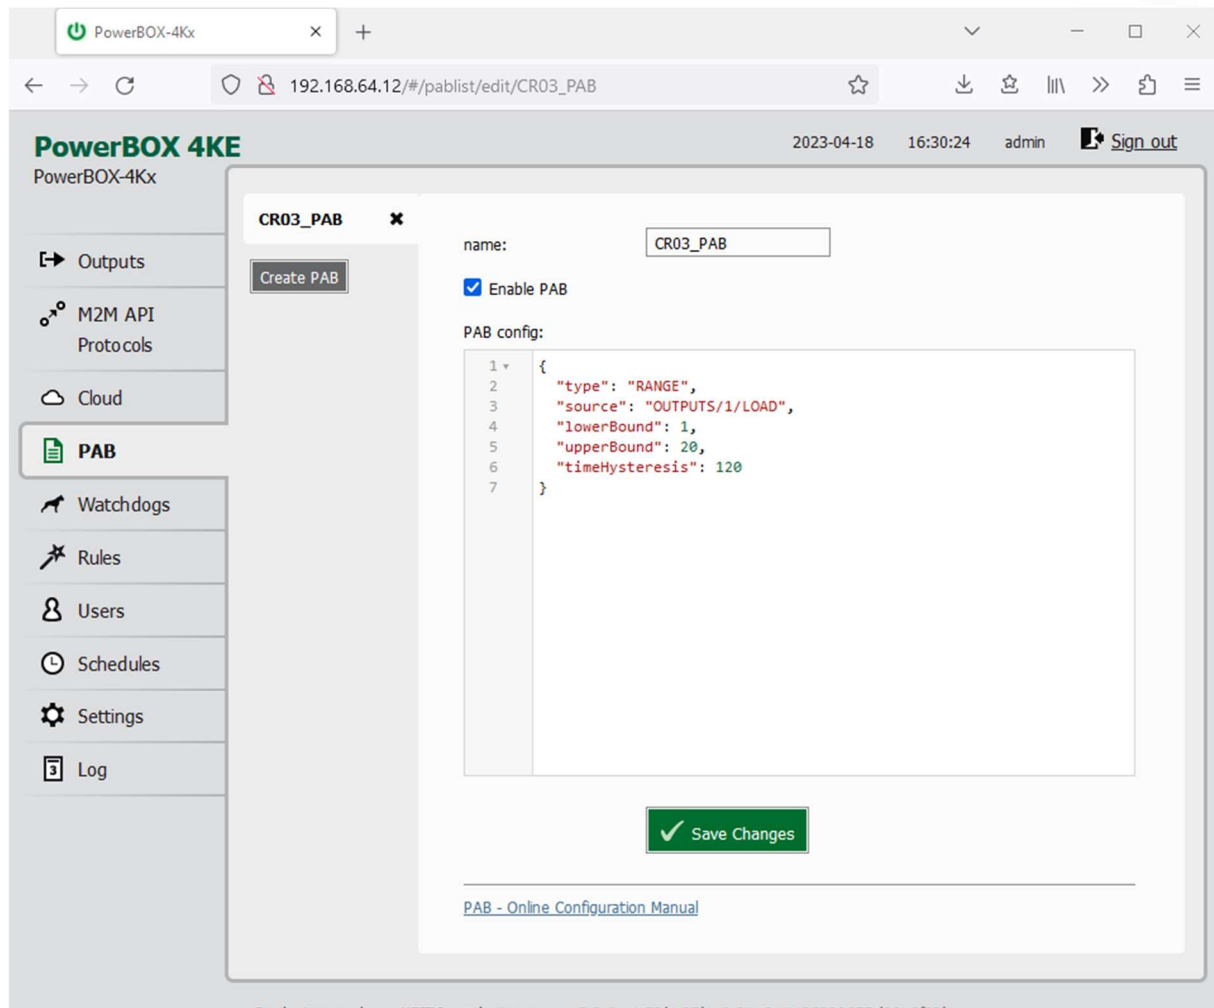 PowerBOX-4Kx
192.168.64.12/#/pablist/edit/CR03_PAB
PowerBOX 4KE
PowerBOX-4Kx
2023-04-18 16:30:24 admin Sign out
Outputs
M2M API
Protocols
Cloud
PAB
Watchdogs
Rules
Users
Schedules
Settings
3 Log
CR03_PAB
Create PAB
name: CR03_PAB
Enable PAB
PAB config:
1 {
2 "type": "RANGE",
3 "source": "OUTPUTS/1/LOAD",
4 "lowerBound": 1,
5 "upperBound": 20,
6 "timeHysteresis": 120
7 }
Save Changes
PAB - Online Configuration Manual